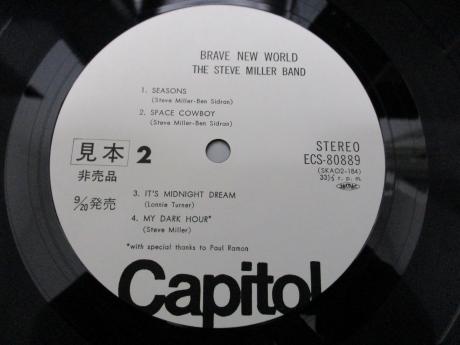 BRAVE NEW WORLD
THE STEVE MILLER BAND
1. SEASONS
(Steve Miller-Ben Sidran)
2. SPACE COWBOY
(Steve Miller-Ben Sidran)
見本
2
非売品
9/20発売
STEREO
ECS-80889
(SKAO2-184)
33⅓ r. p. m.
3. IT'S MIDNIGHT DREAM
(Lonnie Turner)
4. MY DARK HOUR*
(Steve Miller)
*with special thanks to Paul Ramon
Capitol